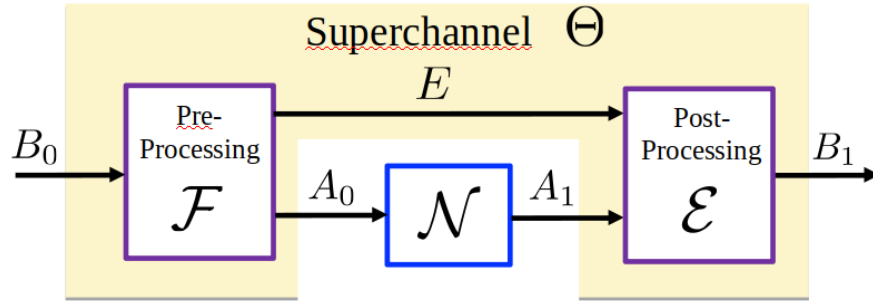 Superchannel Θ
E
Pre-
Processing
ℱ
Post-
Processing
ℰ
B₀
A₀
𝒩
A₁
B₁